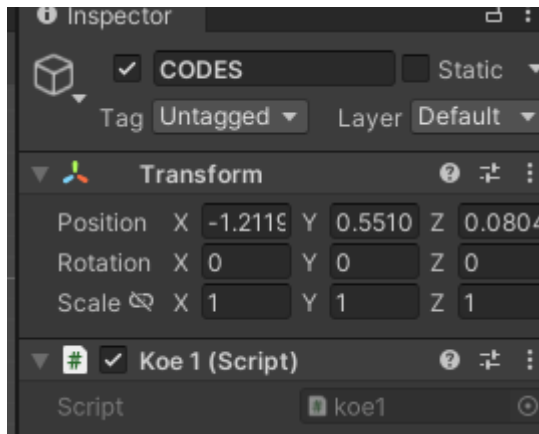 Inspector
CODES Static
Tag Untagged Layer Default
Transform
Position X -1.2119 Y 0.5510 Z 0.0804
Rotation X 0 Y 0 Z 0
Scale X 1 Y 1 Z 1
# Koe 1 (Script)
Script koe1